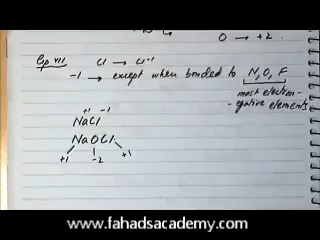 O → +2
Gp VII Cl → Cl⁻¹
-1 → except when bonded to N, O, F
most electro-
-negative elements
+1 -1
NaCl
NaOCl
+1 -2 +1
www.fahadsacademy.com